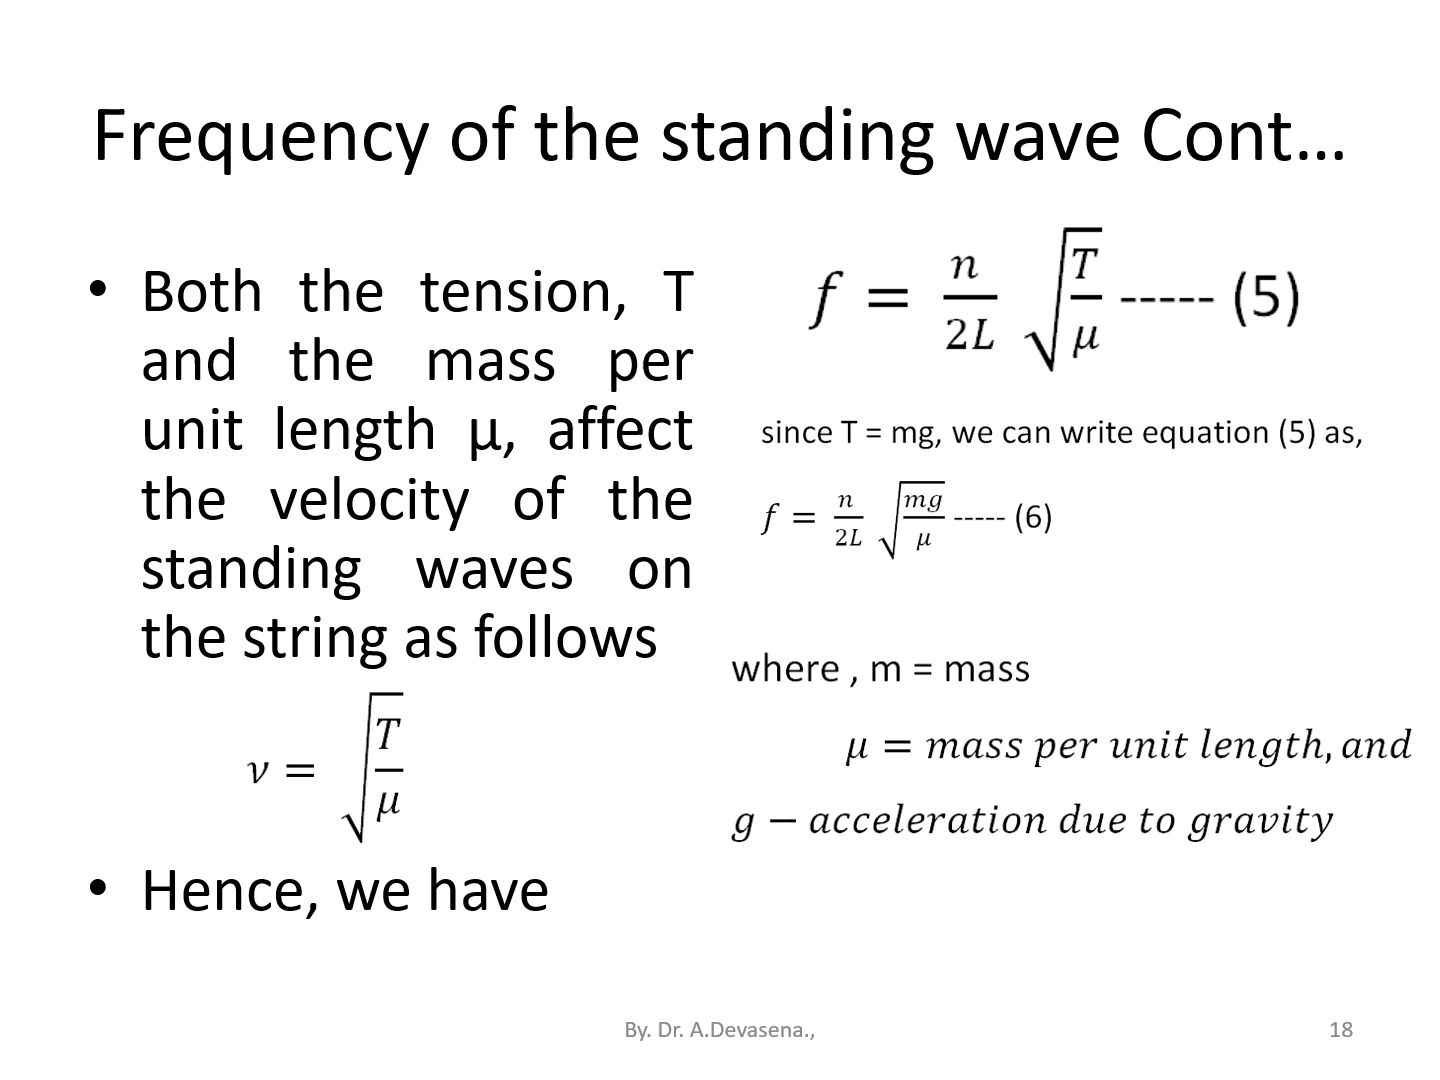 Frequency of the standing wave Cont…
• Both the tension, T
and the mass per
unit length μ, affect
the velocity of the
standing waves on
the string as follows
ν = √(T/μ)
• Hence, we have
f = n/2L √(T/μ) ----- (5)
since T = mg, we can write equation (5) as,
f = n/2L √(mg/μ) ----- (6)
where , m = mass
μ = mass per unit length, and
g − acceleration due to gravity
By. Dr. A.Devasena.,
18